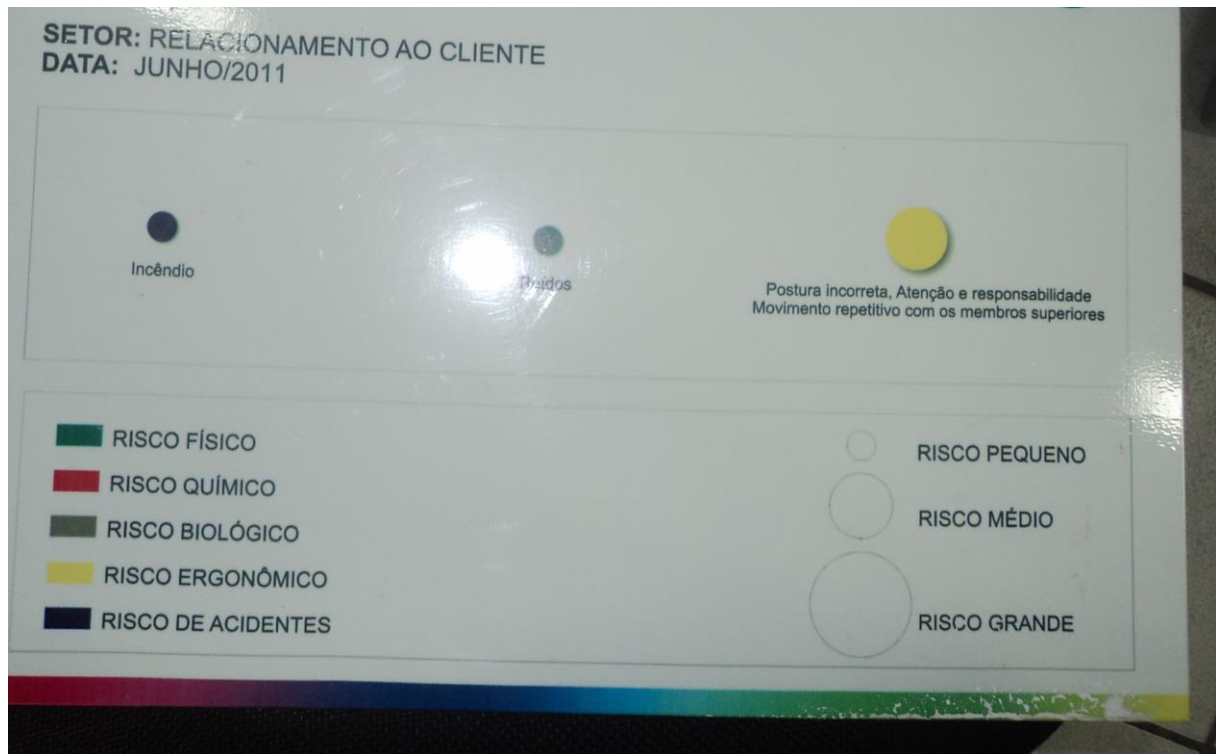 SETOR: RELACIONAMENTO AO CLIENTE
DATA: JUNHO/2011
Incêndio
Ruídos
Postura incorreta, Atenção e responsabilidade
Movimento repetitivo com os membros superiores
RISCO FÍSICO
RISCO QUÍMICO
RISCO BIOLÓGICO
RISCO ERGONÔMICO
RISCO DE ACIDENTES
RISCO PEQUENO
RISCO MÉDIO
RISCO GRANDE